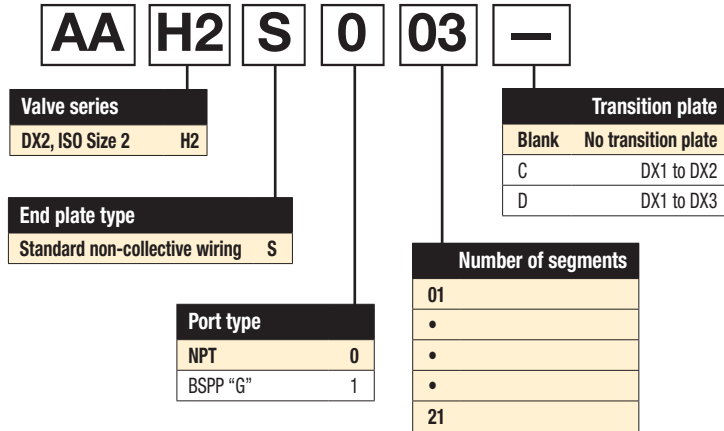 AA H2 S 0 03 —
Valve series
DX2, ISO Size 2 H2
End plate type
Standard non-collective wiring S
Port type
NPT 0
BSPP “G” 1
Number of segments
01
•
•
•
21
Transition plate
Blank No transition plate
C DX1 to DX2
D DX1 to DX3